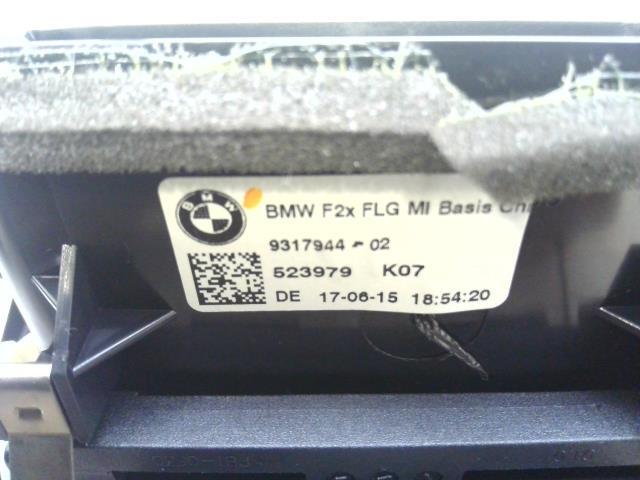 BMW
BMW F2x FLG MI Basis
9317944 - 02
523979 K07
DE 17-06-15 18:54:20